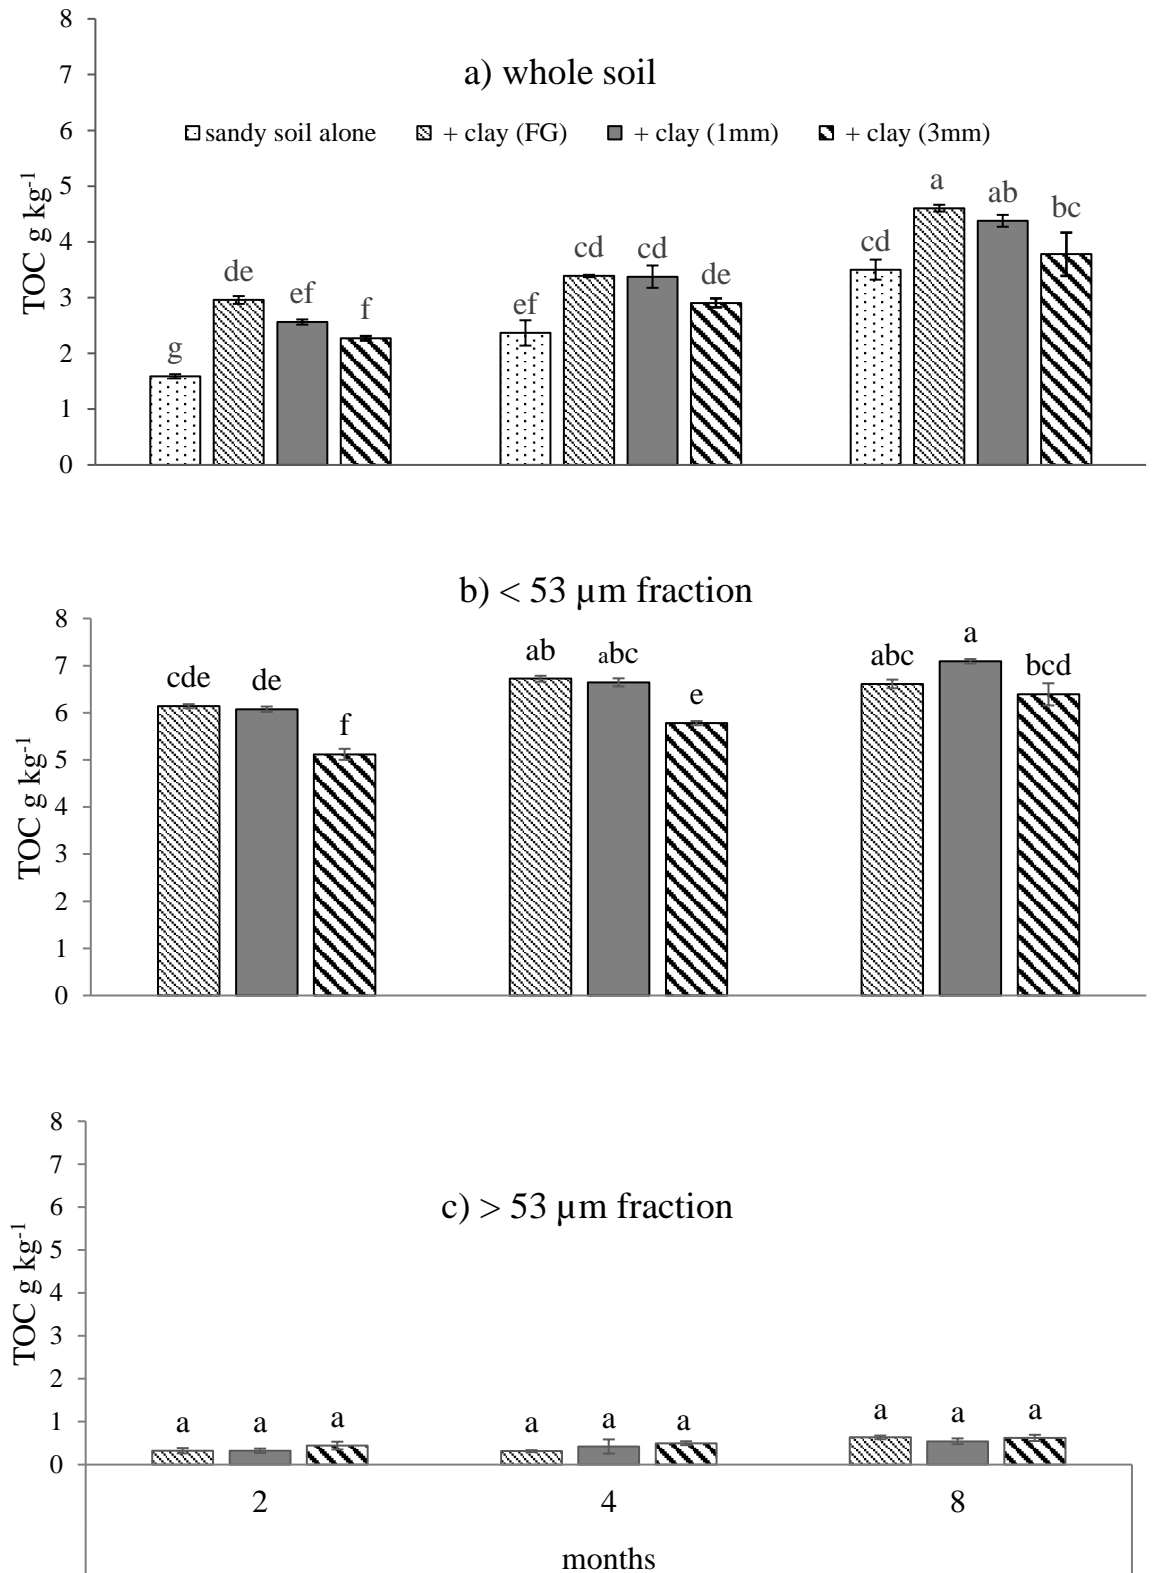 a) whole soil
sandy soil alone + clay (FG) + clay (1mm) + clay (3mm)
TOC g kg-1
8
7
6
5
4
3
2
1
0
g de ef f
ef cd cd de
cd a ab bc
b) < 53 µm fraction
TOC g kg-1
8
7
6
5
4
3
2
1
0
cde de f
ab abc e
abc a bcd
c) > 53 µm fraction
TOC g kg-1
8
7
6
5
4
3
2
1
0
a a a
a a a
a a a
2 4 8
months